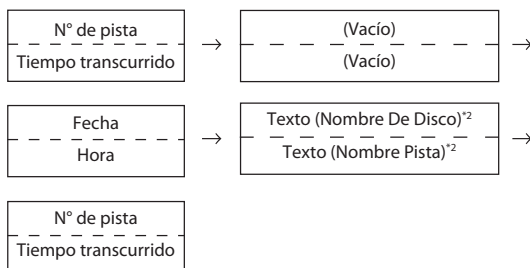 N° de pista
Tiempo transcurrido
(Vacío)
(Vacío)
Fecha
Hora
Texto (Nombre De Disco)*2
Texto (Nombre Pista)*2
N° de pista
Tiempo transcurrido